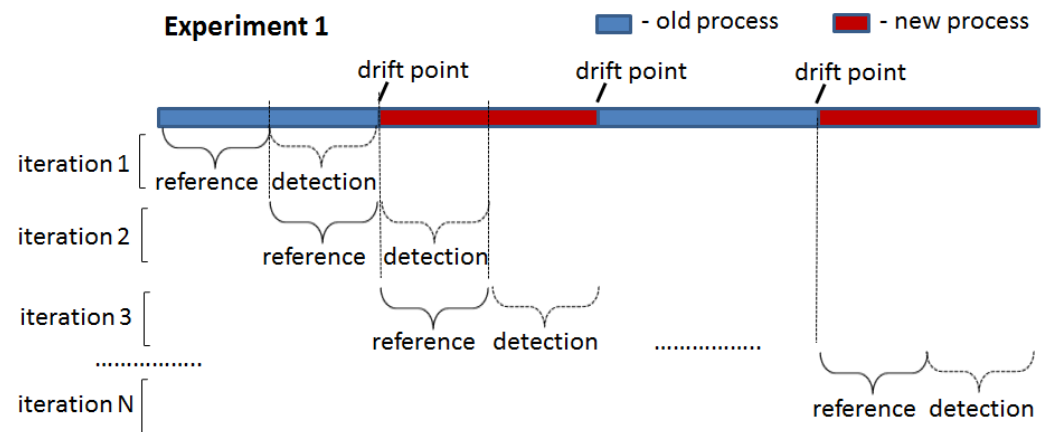 Experiment 1
- old process
- new process
drift point
drift point
drift point
iteration 1
reference
detection
iteration 2
reference
detection
iteration 3
reference
detection
................
................
iteration N
reference
detection